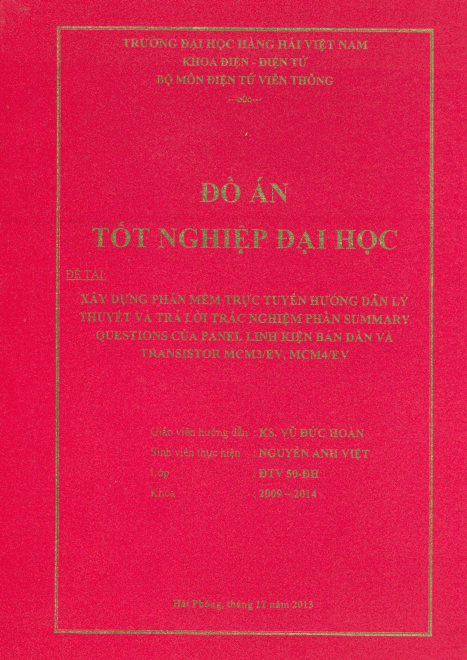 TRƯỜNG ĐẠI HỌC HÀNG HẢI VIỆT NAM
KHOA ĐIỆN - ĐIỆN TỬ
BỘ MÔN ĐIỆN TỬ VIỄN THÔNG
---o0o---
ĐỒ ÁN
TỐT NGHIỆP ĐẠI HỌC
ĐỀ TÀI:
XÂY DỰNG PHẦN MỀM TRỰC TUYẾN HƯỚNG DẪN LÝ
THUYẾT VÀ TRẢ LỜI TRẮC NGHIỆM PHẦN SUMMARY
QUESTIONS CỦA PANEL LINH KIỆN BÁN DẪN VÀ
TRANSISTOR MCM3/EV, MCM4/EV
Giáo viên hướng dẫn : KS. VŨ ĐỨC HOÀN
Sinh viên thực hiện : NGUYỄN ANH VIỆT
Lớp : ĐTV 50-ĐH
Khóa : 2009 – 2014
Hải Phòng, tháng 11 năm 2013